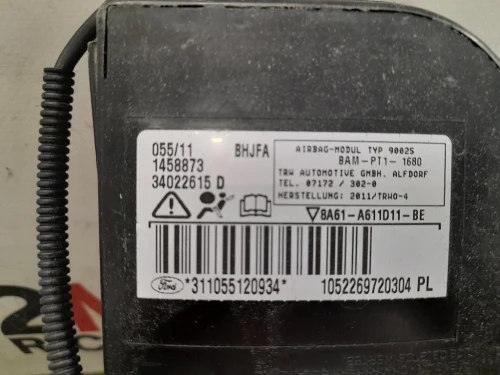 055/11 BHJFA
1458873
34022615 D
AIRBAG-MODUL TYP 90025
BAM-PT1-1680
TRW AUTOMOTIVE GMBH. ALFDORF
TEL. 07172 / 302-0
HERSTELLUNG: 2011/TRWO-4
8A61-A611D11-BE
Ford *311055120934* 1052269720304 PL